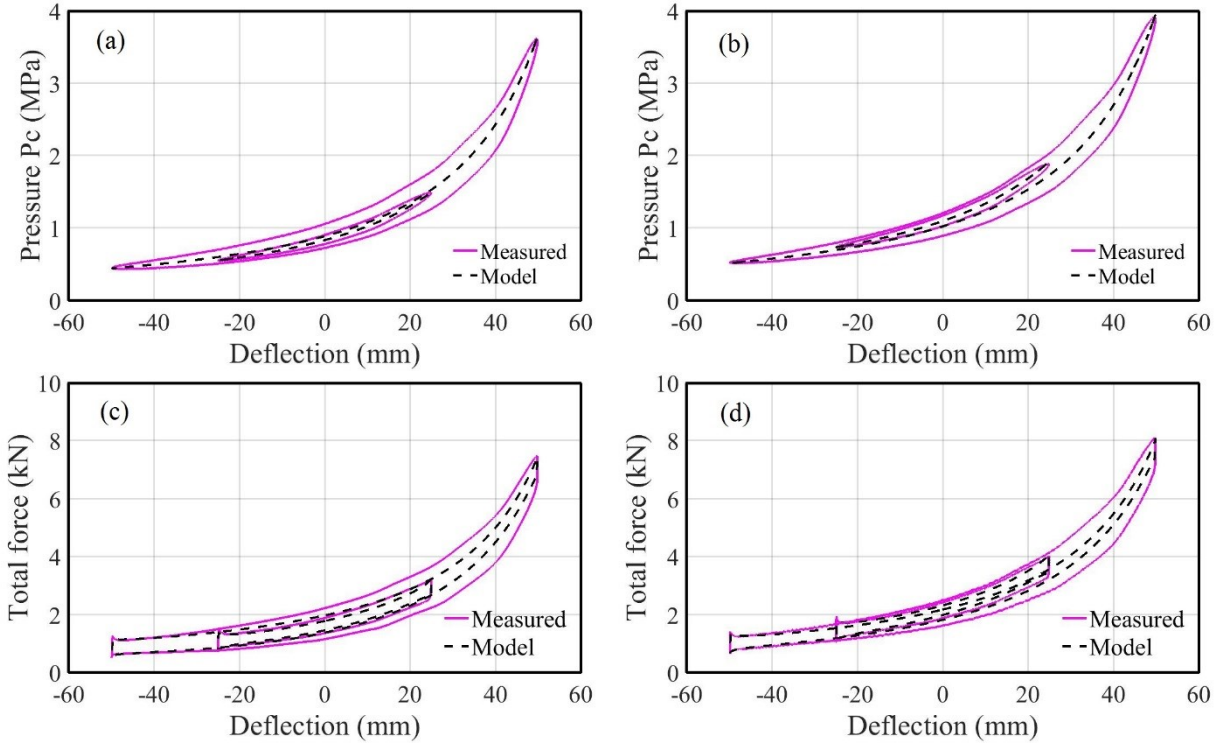 (a)
Pressure Pc (MPa)
4
3
2
1
0
Measured
Model
-60 -40 -20 0 20 40 60
Deflection (mm)
(b)
Pressure Pc (MPa)
4
3
2
1
0
Measured
Model
-60 -40 -20 0 20 40 60
Deflection (mm)
(c)
Total force (kN)
10
8
6
4
2
0
Measured
Model
-60 -40 -20 0 20 40 60
Deflection (mm)
(d)
Total force (kN)
10
8
6
4
2
0
Measured
Model
-60 -40 -20 0 20 40 60
Deflection (mm)